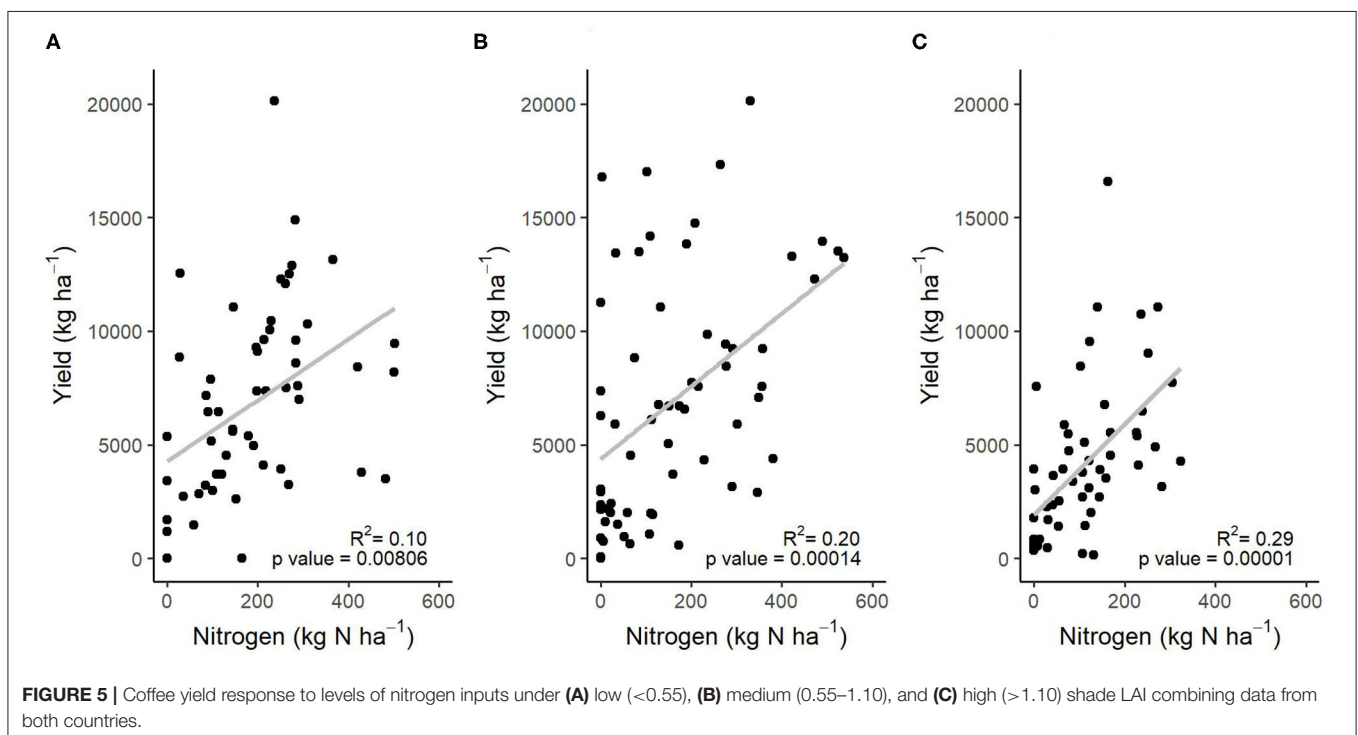 A
B
C
Yield (kg ha⁻¹)
20000
15000
10000
5000
0
R²= 0.10
p value = 0.00806
0 200 400 600
Nitrogen (kg N ha⁻¹)
Yield (kg ha⁻¹)
20000
15000
10000
5000
0
R²= 0.20
p value = 0.00014
0 200 400 600
Nitrogen (kg N ha⁻¹)
Yield (kg ha⁻¹)
20000
15000
10000
5000
0
R²= 0.29
p value = 0.00001
0 200 400 600
Nitrogen (kg N ha⁻¹)
FIGURE 5 | Coffee yield response to levels of nitrogen inputs under (A) low (<0.55), (B) medium (0.55–1.10), and (C) high (>1.10) shade LAI combining data from
both countries.